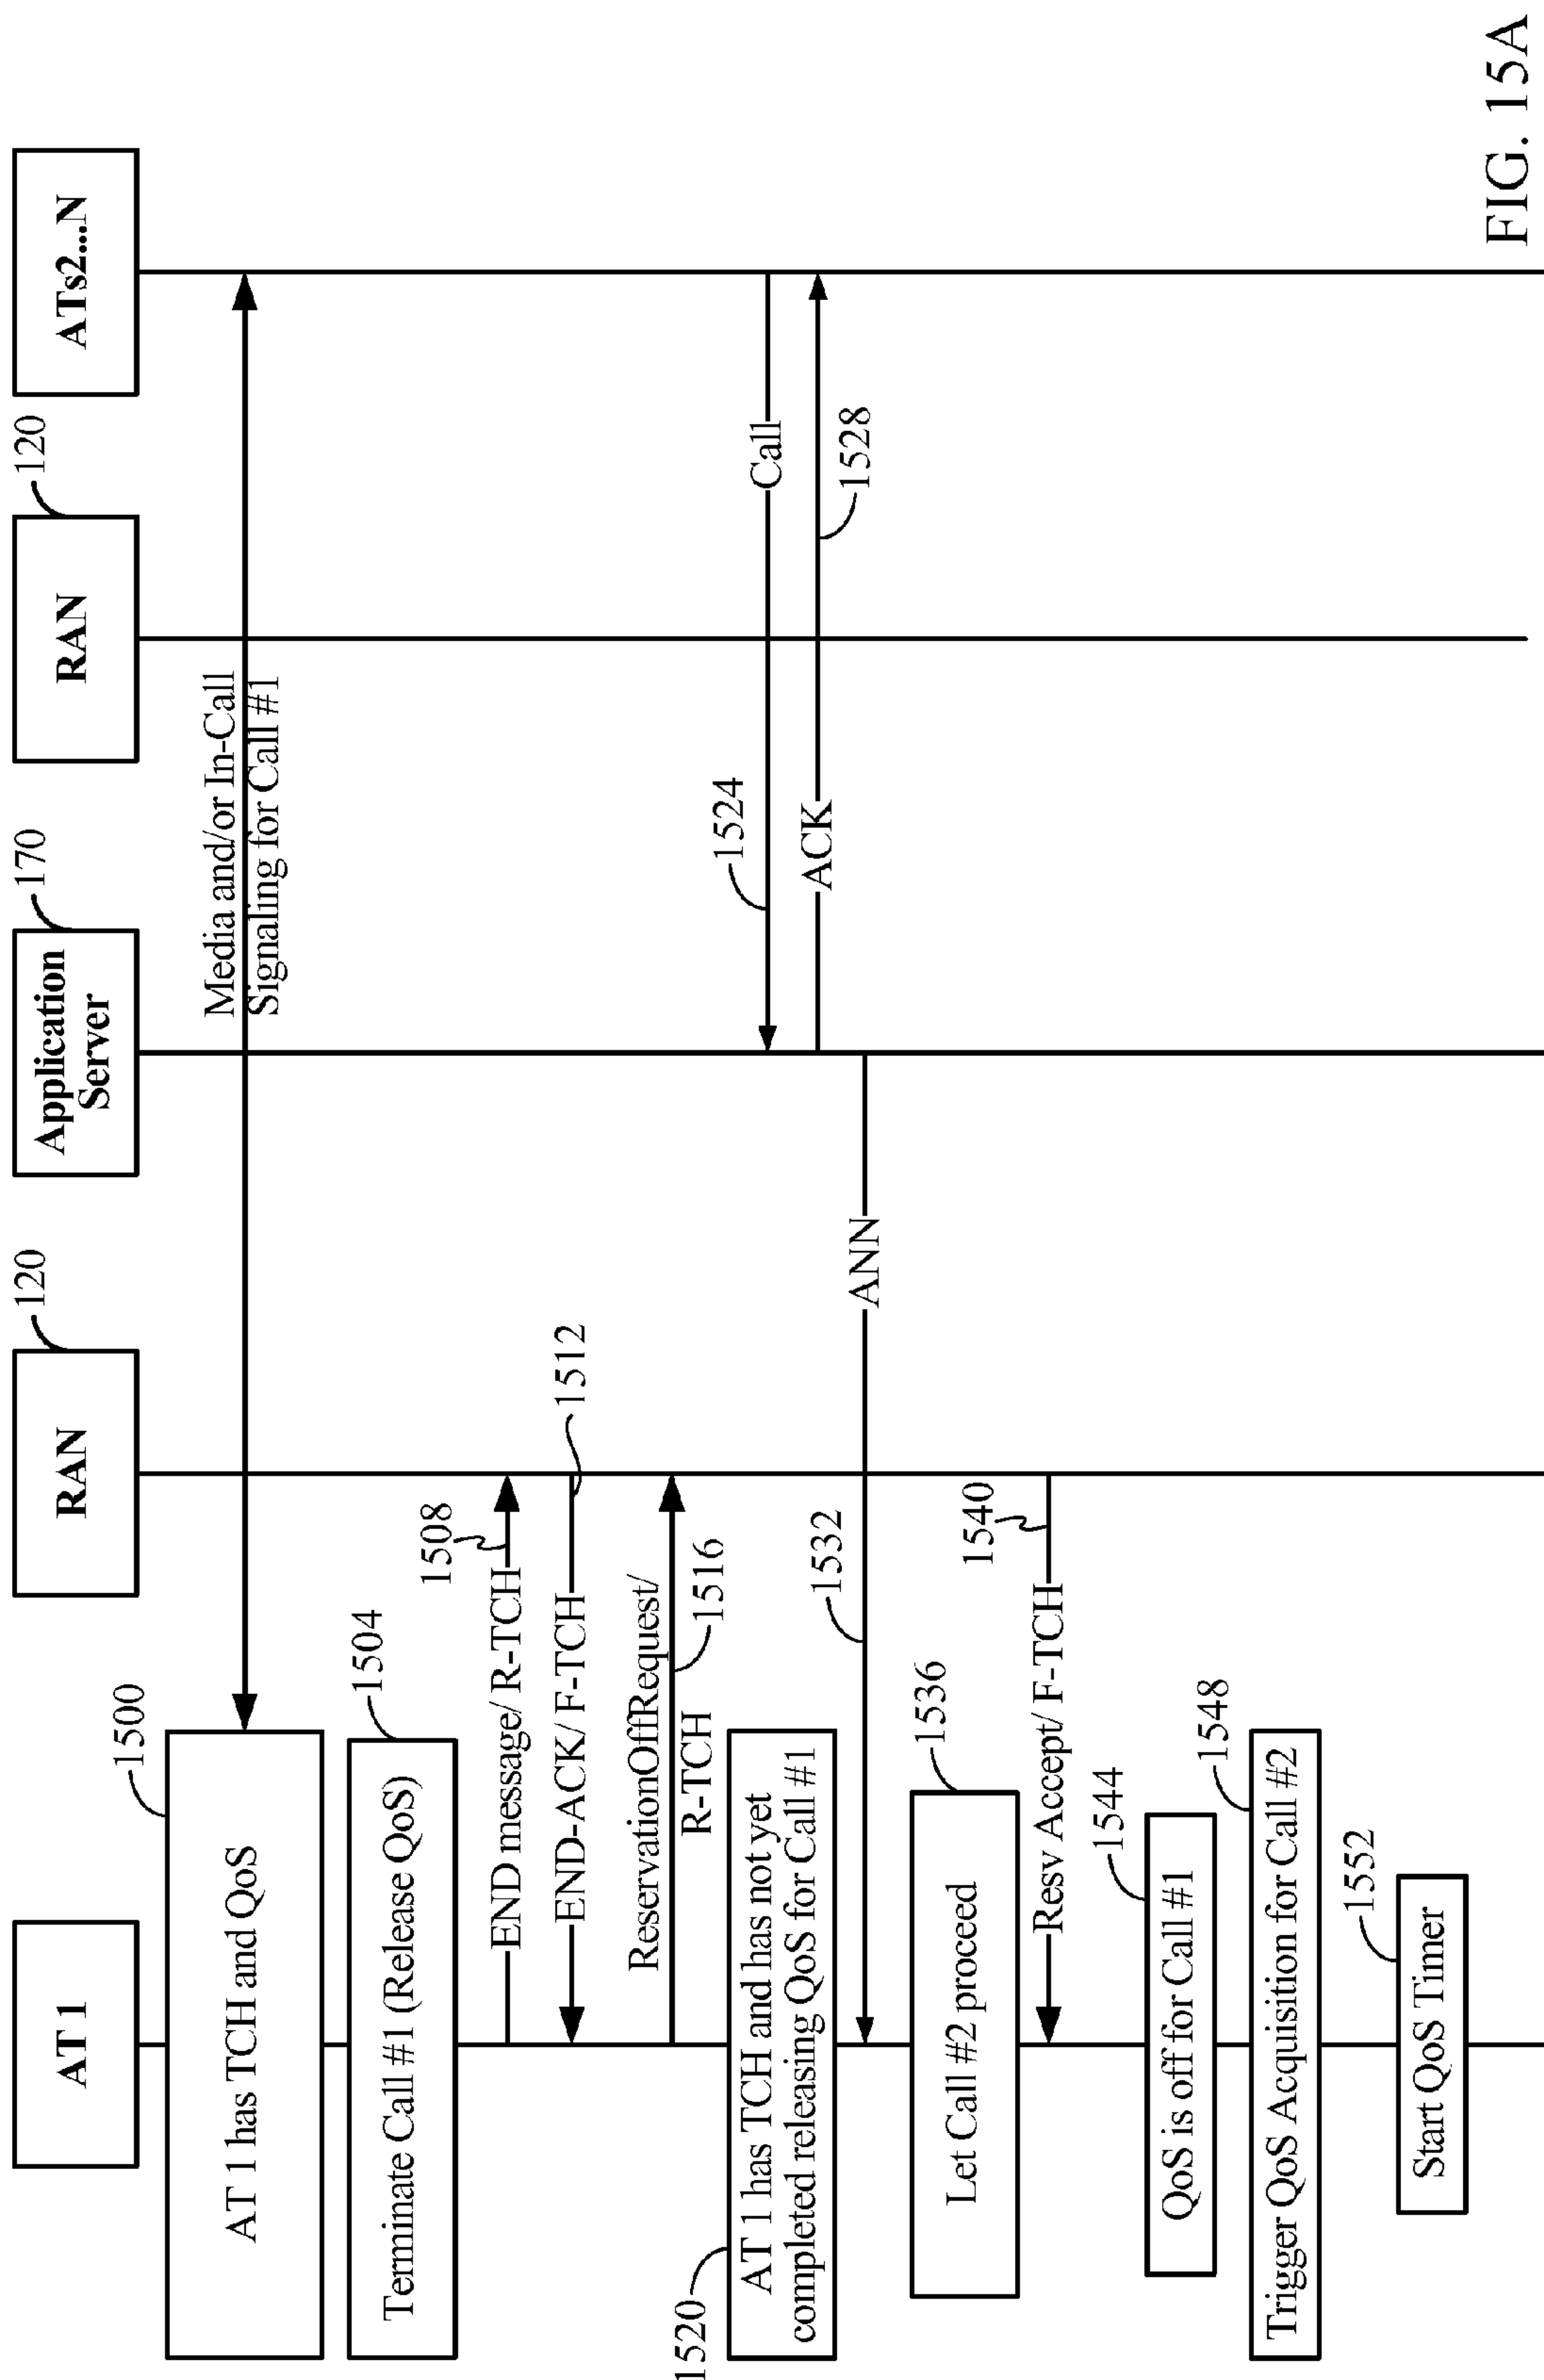 AT 1
RAN
120
Application
Server
170
RAN
120
ATs2...N
1500
AT 1 has TCH and QoS
Media and/or In-Call
Signaling for Call #1
1504
Terminate Call #1 (Release QoS)
1508
END message/ R-TCH
END-ACK/ F-TCH
1512
ReservationOffRequest/
R-TCH
1516
1520
AT 1 has TCH and has not yet
completed releasing QoS for Call #1
1524
Call
ACK
1528
ANN
1532
1536
Let Call #2 proceed
1540
Resv Accept/ F-TCH
1544
QoS is off for Call #1
1548
Trigger QoS Acquisition for Call #2
1552
Start QoS Timer
FIG. 15A